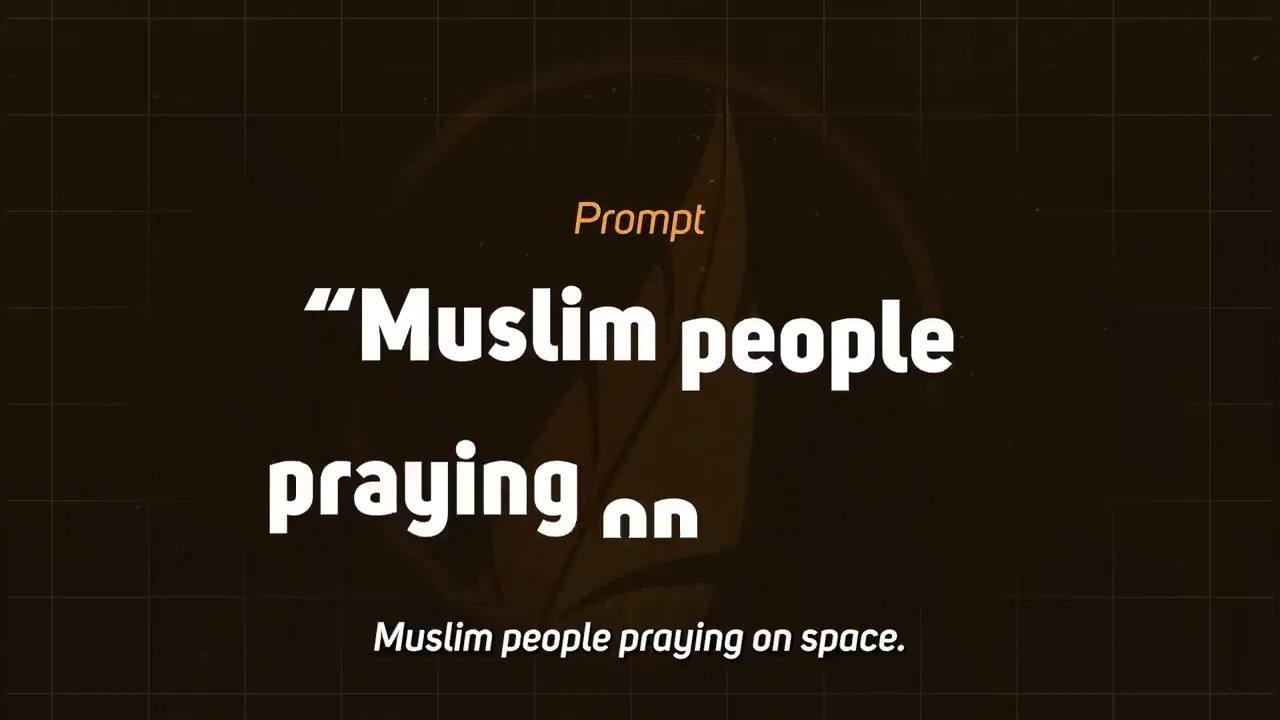 Prompt
“Muslim people
praying on
Muslim people praying on space.